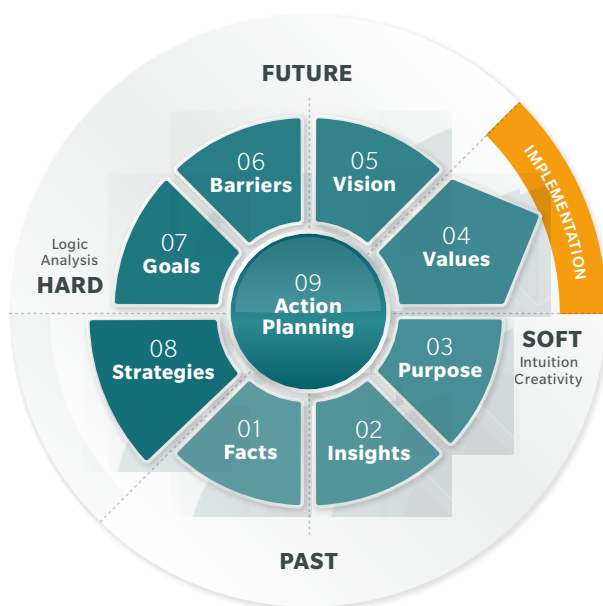 FUTURE
IMPLEMENTATION
06
Barriers
05
Vision
Logic
Analysis
HARD
07
Goals
04
Values
09
Action
Planning
08
Strategies
03
Purpose
SOFT
Intuition
Creativity
01
Facts
02
Insights
PAST